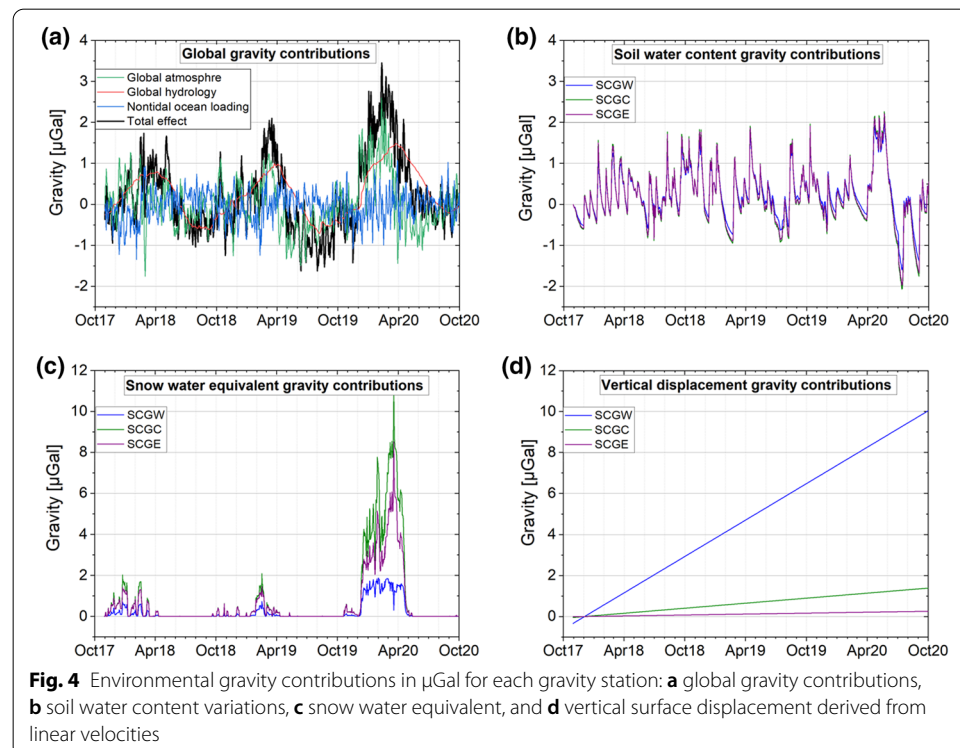 (a)
Global gravity contributions
Global atmosphre
Global hydrology
Nontidal ocean loading
Total effect
Gravity [µGal]
4
3
2
1
0
-1
-2
Oct17 Apr18 Oct18 Apr19 Oct19 Apr20 Oct20
(b)
Soil water content gravity contributions
SCGW
SCGC
SCGE
Gravity [µGal]
4
3
2
1
0
-1
-2
Oct17 Apr18 Oct18 Apr19 Oct19 Apr20 Oct20
(c)
Snow water equivalent gravity contributions
SCGW
SCGC
SCGE
Gravity [µGal]
12
10
8
6
4
2
0
Oct17 Apr18 Oct18 Apr19 Oct19 Apr20 Oct20
(d)
Vertical displacement gravity contributions
SCGW
SCGC
SCGE
Gravity [µGal]
12
10
8
6
4
2
0
Oct17 Apr18 Oct18 Apr19 Oct19 Apr20 Oct20
Fig. 4 Environmental gravity contributions in µGal for each gravity station: a global gravity contributions,
b soil water content variations, c snow water equivalent, and d vertical surface displacement derived from
linear velocities